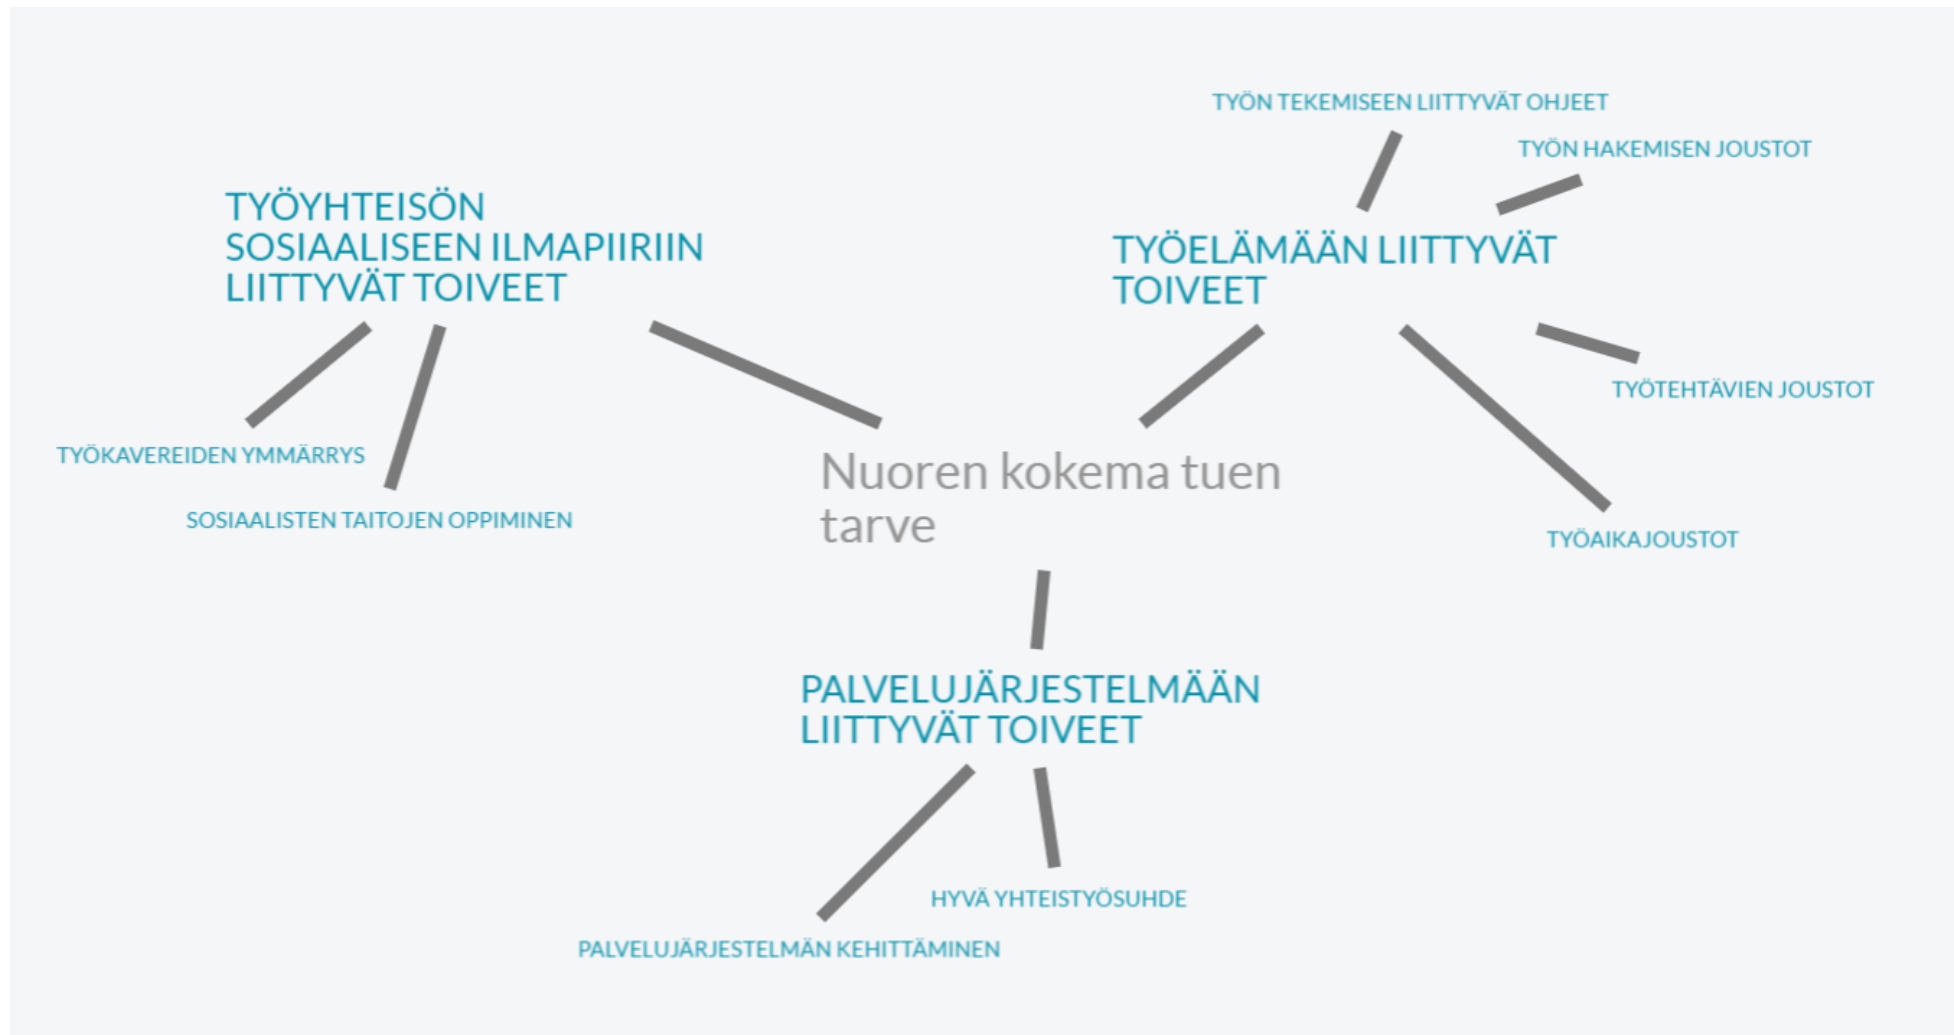 TYÖN TEKEMISEEN LIITTYVÄT OHJEET
TYÖN HAKEMISEN JOUSTOT
TYÖYHTEISÖN
SOSIAALISEEN ILMAPIIRIIN
LIITTYVÄT TOIVEET
TYÖELÄMÄÄN LIITTYVÄT
TOIVEET
TYÖTEHTÄVIEN JOUSTOT
TYÖKAVEREIDEN YMMÄRRYS
SOSIAALISTEN TAITOJEN OPPIMINEN
Nuoren kokema tuen
tarve
TYÖAIKAJOUSTOT
PALVELUJÄRJESTELMÄÄN
LIITTYVÄT TOIVEET
HYVÄ YHTEISTYÖSUHDE
PALVELUJÄRJESTELMÄN KEHITTÄMINEN